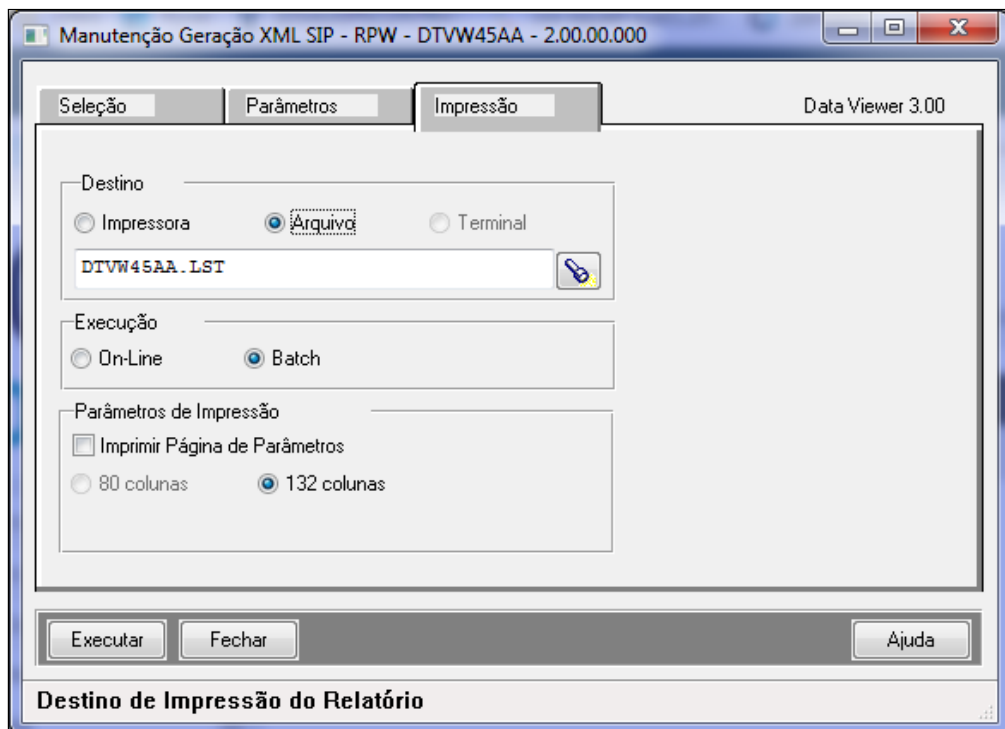 Manutenção Geração XML SIP - RPW - DTVW45AA - 2.00.00.000
Seleção Parâmetros Impressão Data Viewer 3.00
Destino
Impressora Arquivo Terminal
DTVW45AA.LST
Execução
On-Line Batch
Parâmetros de Impressão
Imprimir Página de Parâmetros
80 colunas 132 colunas
Executar Fechar Ajuda
Destino de Impressão do Relatório